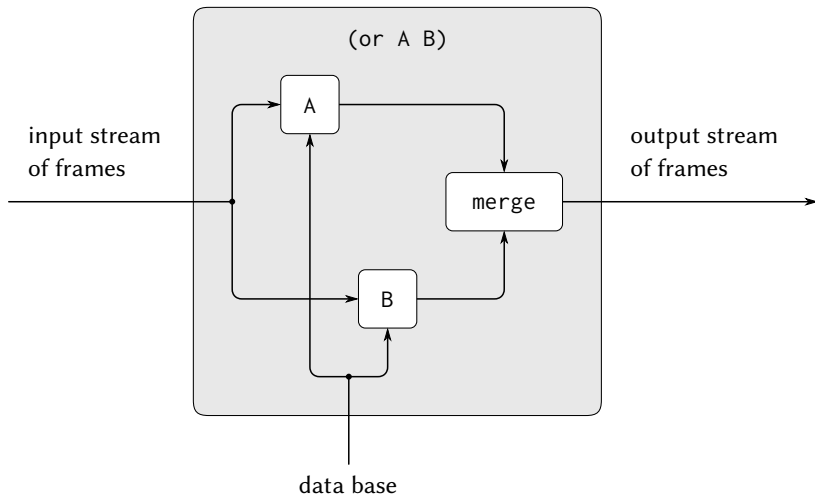 (or A B)
A
input stream
of frames
output stream
of frames
merge
B
data base